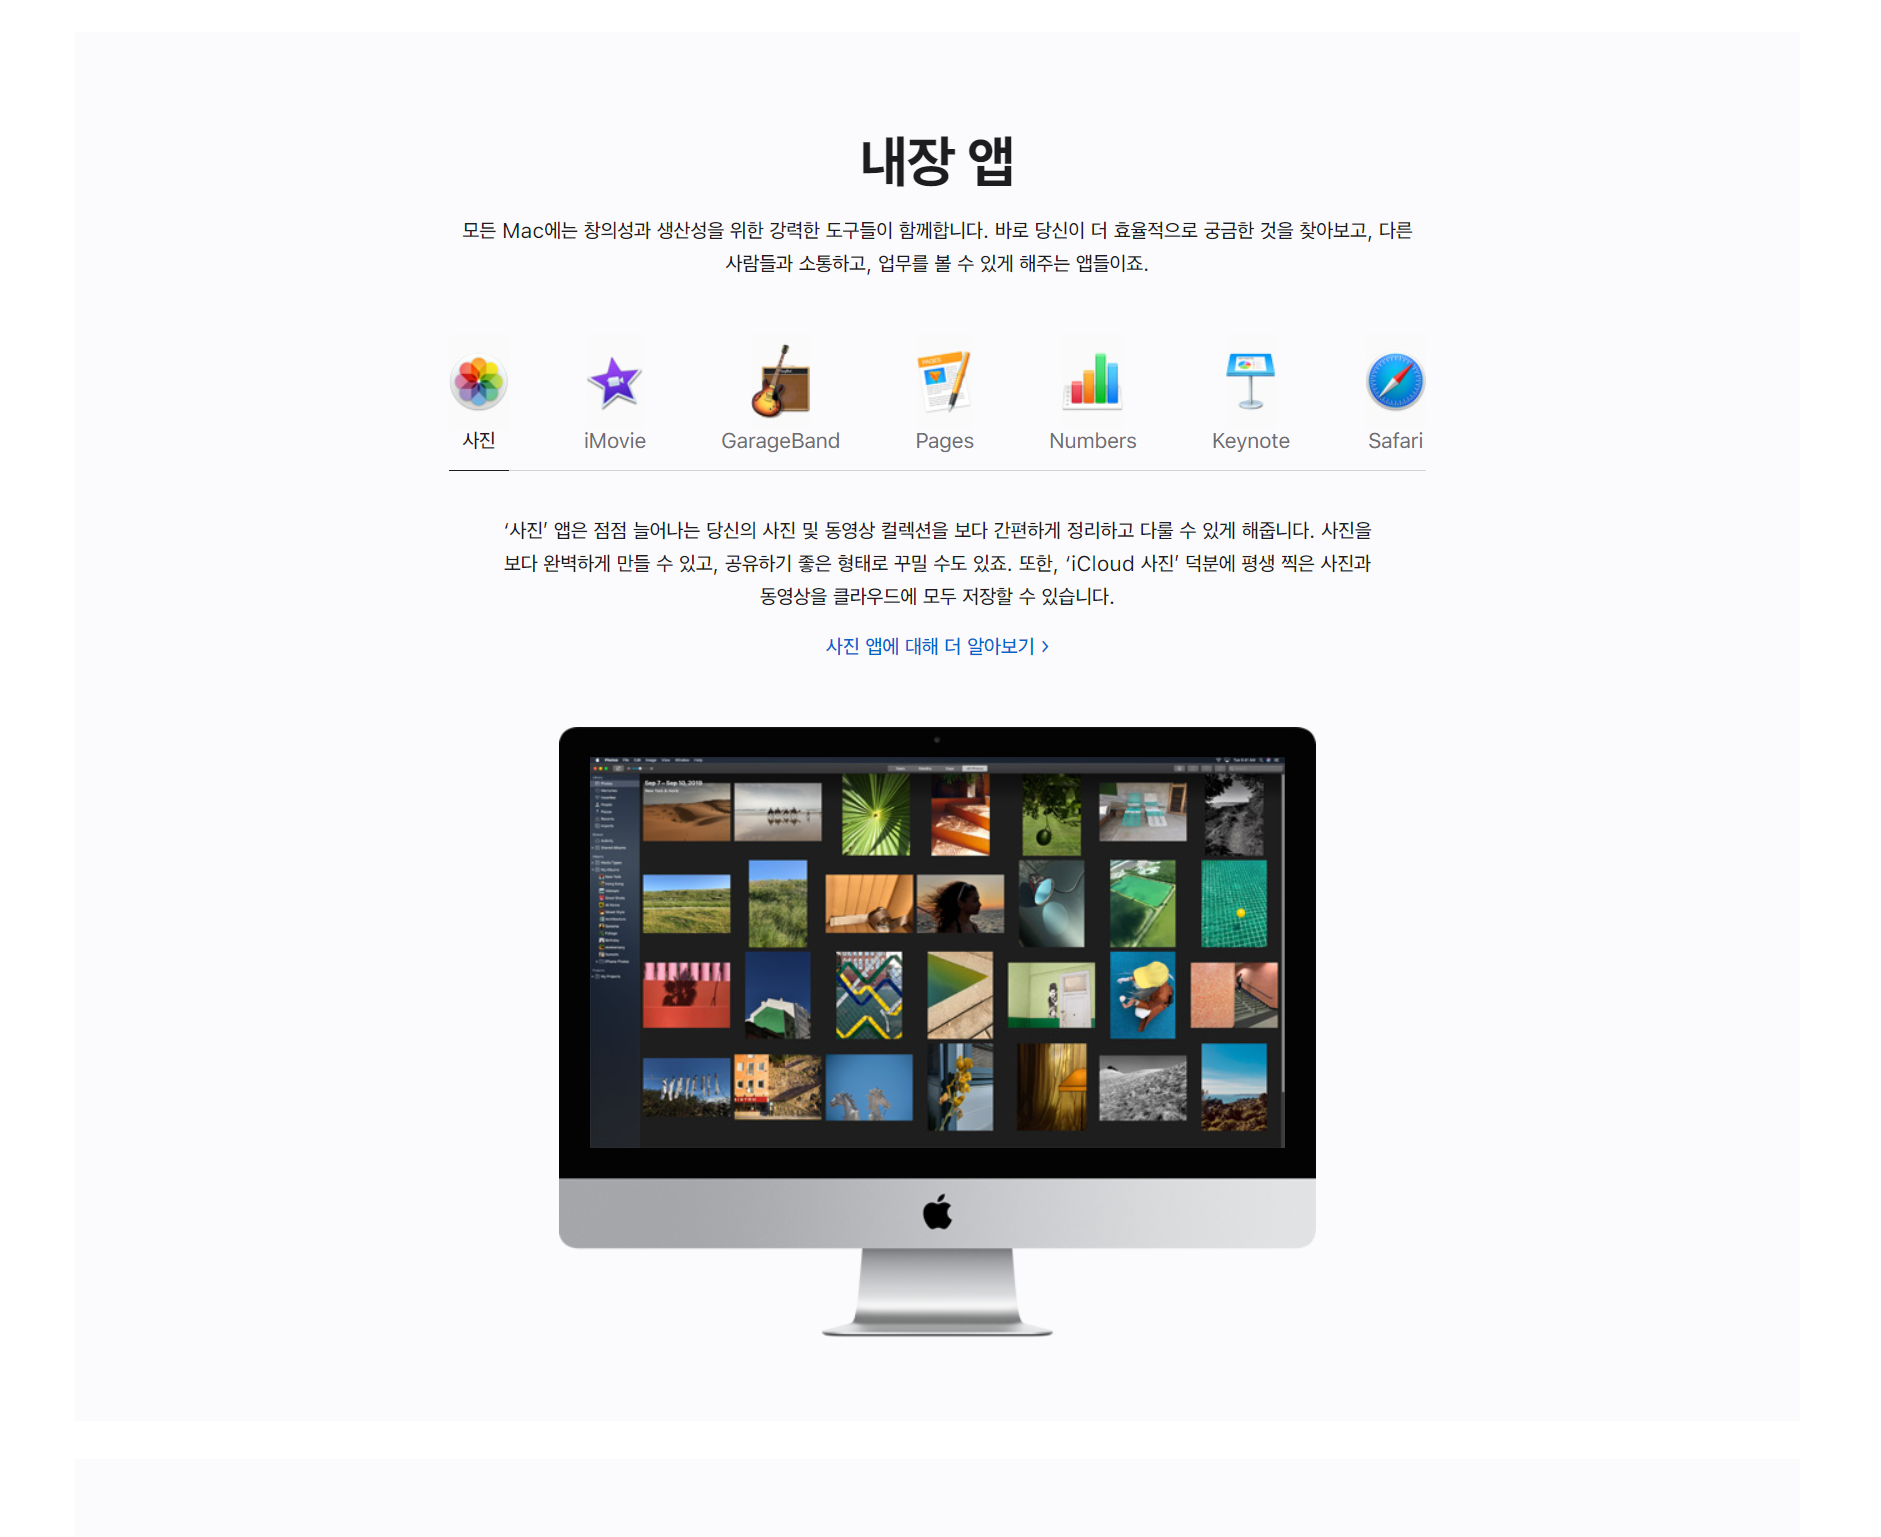 내장 앱
모든 Mac에는 창의성과 생산성을 위한 강력한 도구들이 함께합니다. 바로 당신이 더 효율적으로 궁금한 것을 찾아보고, 다른
사람들과 소통하고, 업무를 볼 수 있게 해주는 앱들이죠.
사진 iMovie GarageBand Pages Numbers Keynote Safari
‘사진’ 앱은 점점 늘어나는 당신의 사진 및 동영상 컬렉션을 보다 간편하게 정리하고 다룰 수 있게 해줍니다. 사진을
보다 완벽하게 만들 수 있고, 공유하기 좋은 형태로 꾸밀 수도 있죠. 또한, ‘iCloud 사진’ 덕분에 평생 찍은 사진과
동영상을 클라우드에 모두 저장할 수 있습니다.
사진 앱에 대해 더 알아보기 >
Photos File Edit Image View Window Help
Sep 7 – Sep 10, 2019